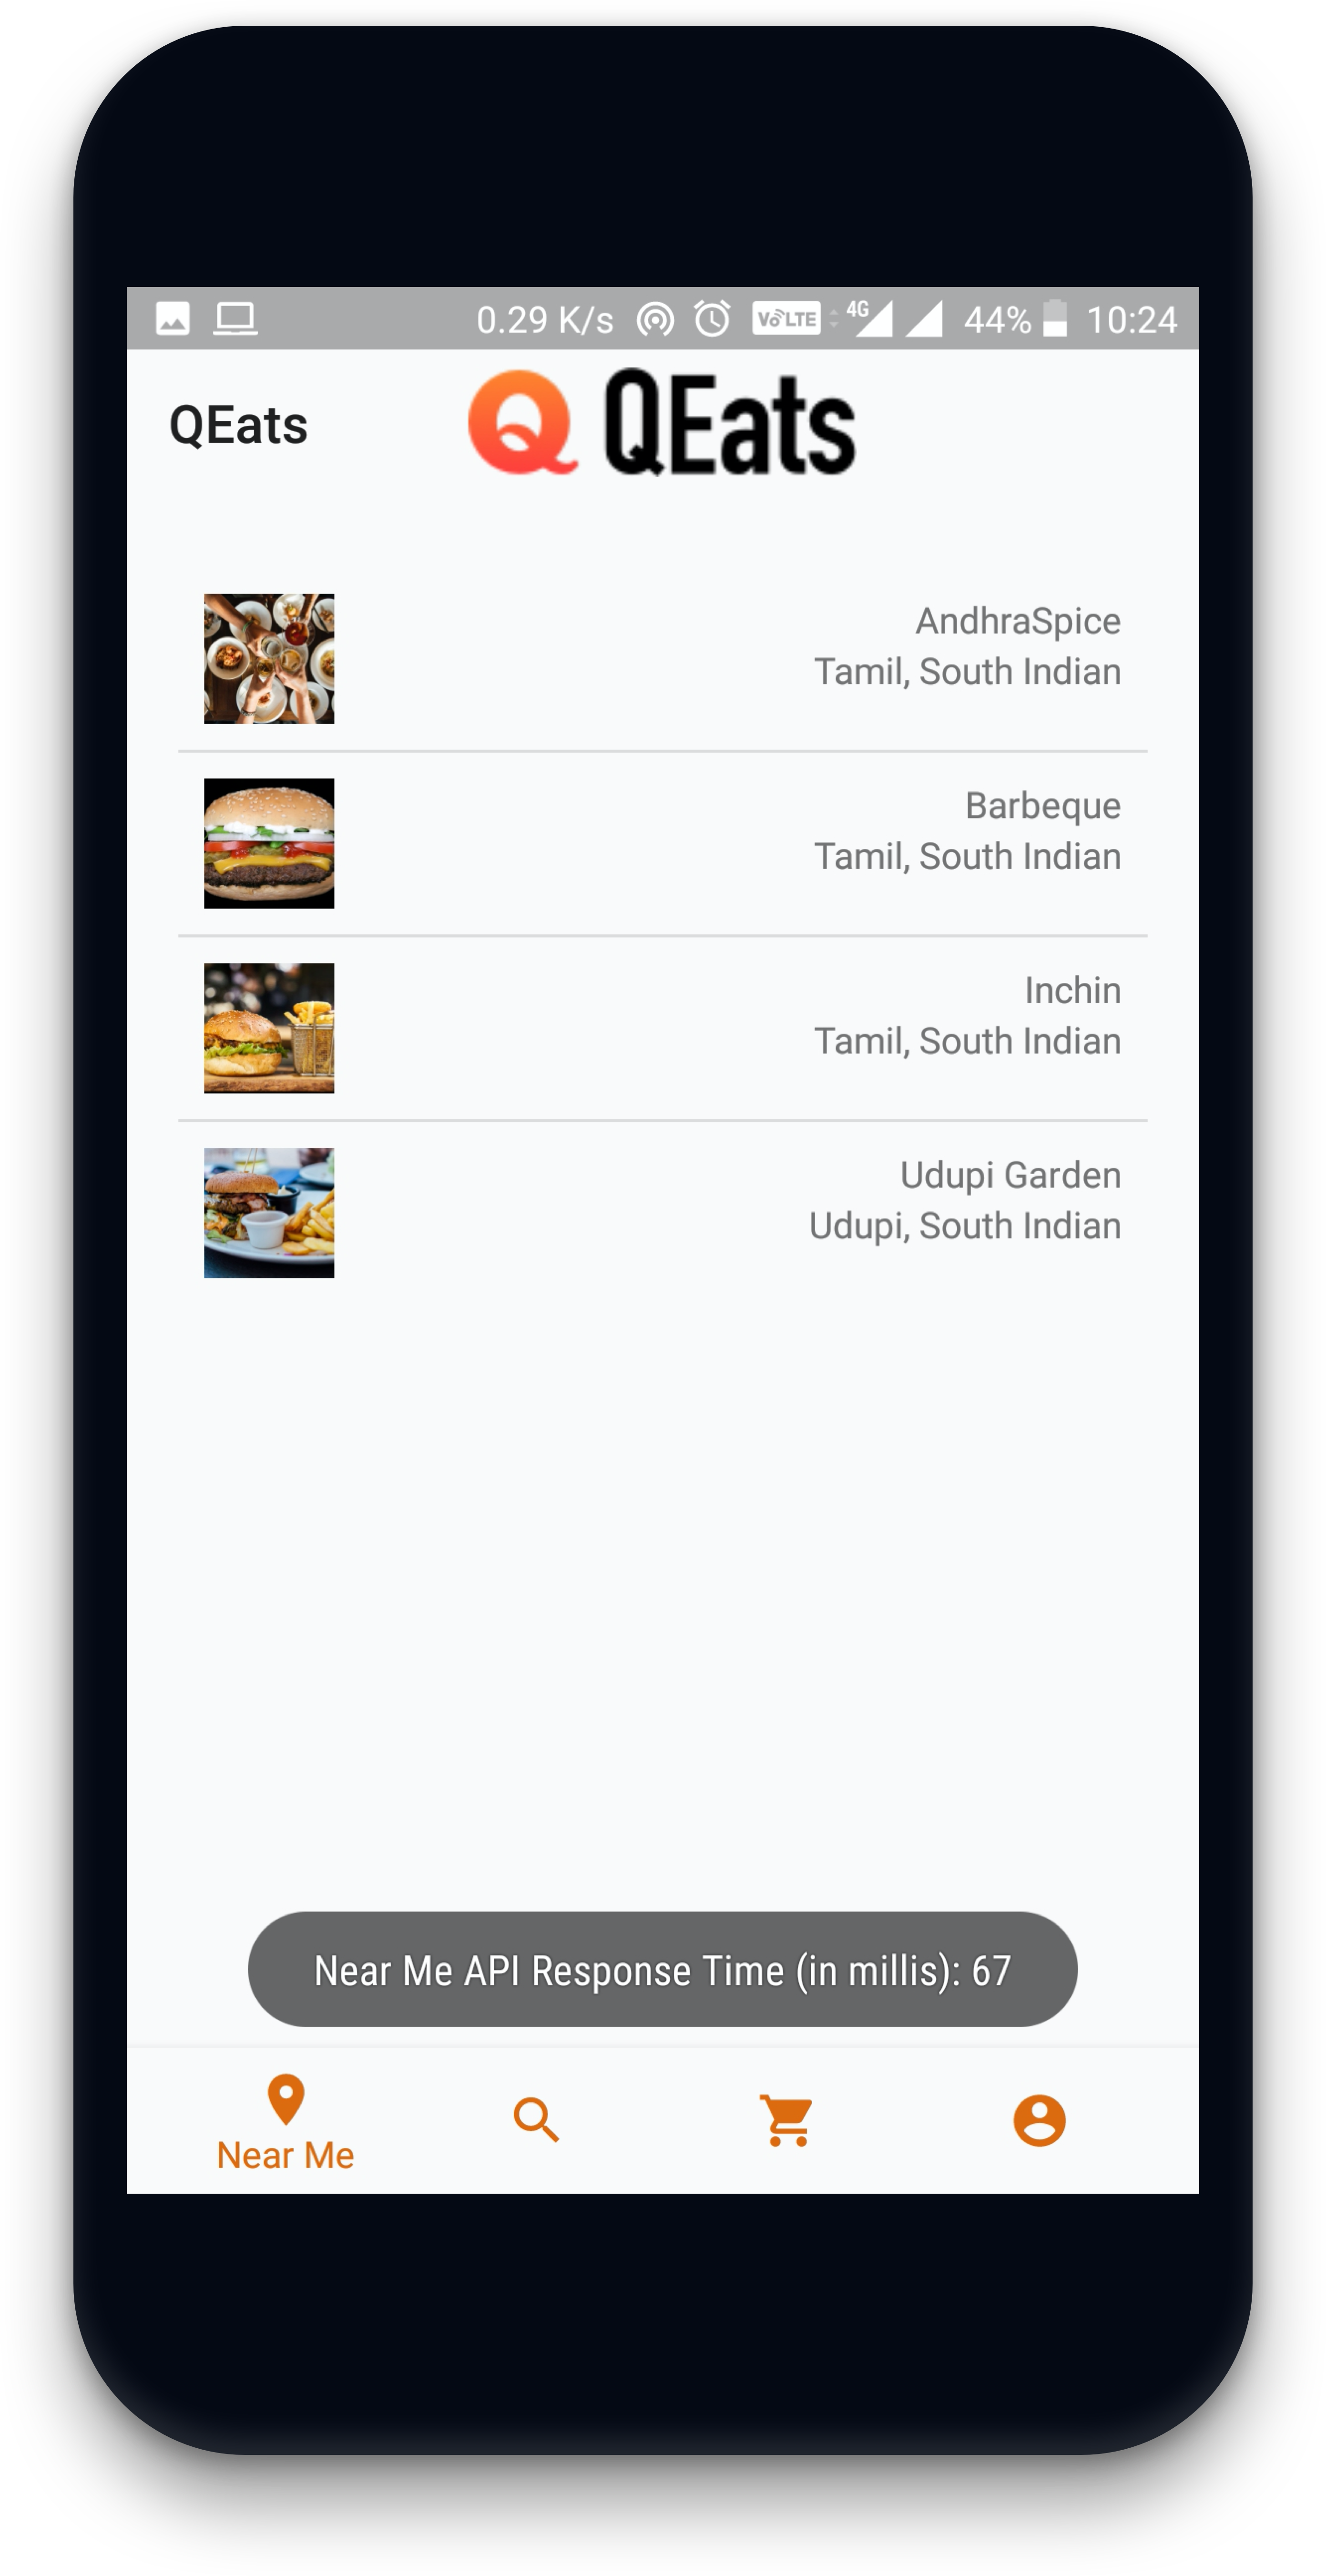 0.29 K/s VoLTE 4G 44% 10:24
QEats
Q QEats
AndhraSpice
Tamil, South Indian
Barbeque
Tamil, South Indian
Inchin
Tamil, South Indian
Udupi Garden
Udupi, South Indian
Near Me API Response Time (in millis): 67
Near Me